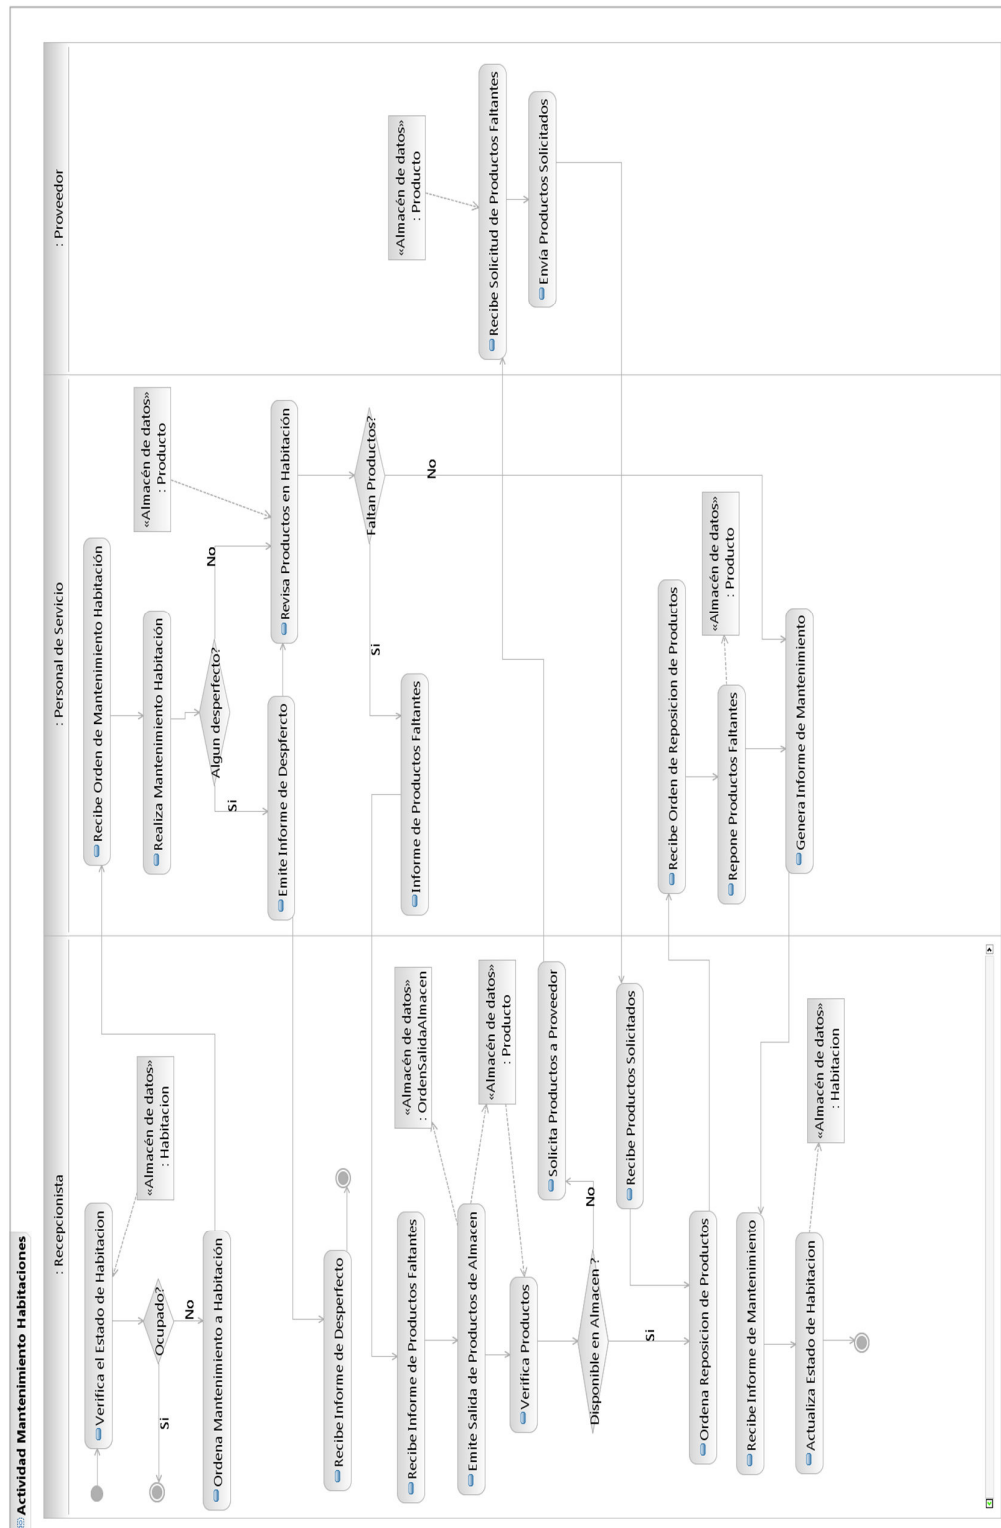 Actividad Mantenimiento Habitaciones
: Recepcionista
: Personal de Servicio
: Proveedor
Verifica el Estado de Habitacion
«Almacén de datos»
: Habitacion
Ocupado?
Si
No
Ordena Mantenimiento a Habitación
Recibe Orden de Mantenimiento Habitación
Realiza Mantenimiento Habitación
«Almacén de datos»
: Producto
Algun desperfecto?
No
Si
Emite Informe de Despfercto
Revisa Productos en Habitación
Recibe Informe de Desperfecto
Faltan Productos?
Si
No
Informe de Productos Faltantes
Recibe Informe de Productos Faltantes
«Almacén de datos»
: OrdenSalidaAlmacen
Emite Salida de Productos de Almacen
«Almacén de datos»
: Producto
Verifica Productos
Disponible en Almacen ?
No
Si
Solicita Productos a Proveedor
«Almacén de datos»
: Producto
Recibe Solicitud de Productos Faltantes
Envía Productos Solicitados
Recibe Productos Solicitados
Ordena Reposicion de Productos
Recibe Orden de Reposicion de Productos
Repone Productos Faltantes
«Almacén de datos»
: Producto
Genera Informe de Mantenimiento
Recibe Informe de Mantenimiento
Actualiza Estado de Habitacion
«Almacén de datos»
: Habitacion